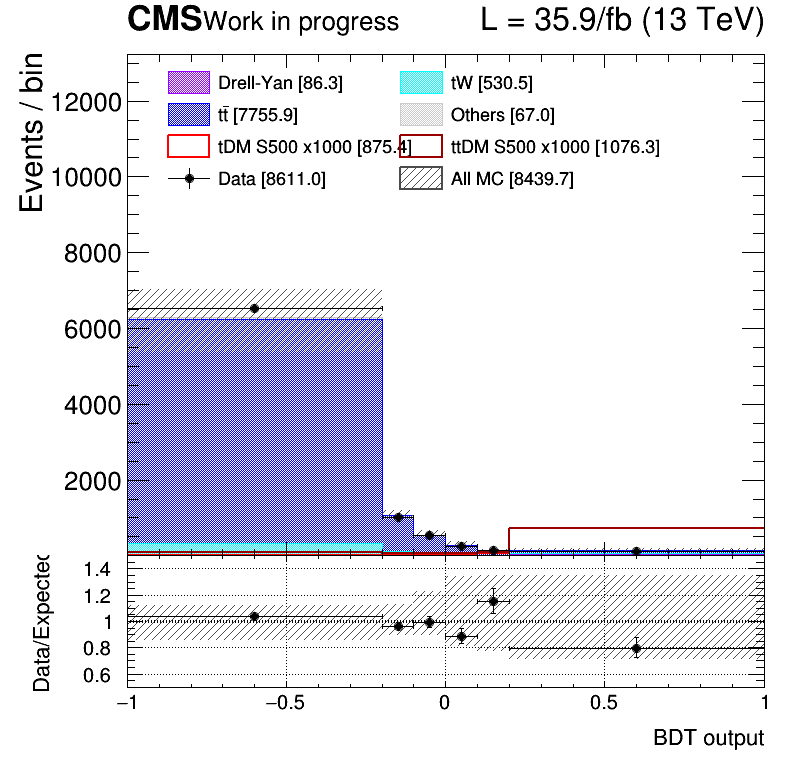 CMS Work in progress L = 35.9/fb (13 TeV)
Events / bin
12000
10000
8000
6000
4000
2000
Drell-Yan [86.3] tW [530.5]
tt̄ [7755.9] Others [67.0]
tDM S500 x1000 [875.4] ttDM S500 x1000 [1076.3]
Data [8611.0] All MC [8439.7]
Data/Expected
1.4
1.2
1
0.8
0.6
−1 −0.5 0 0.5 1
BDT output